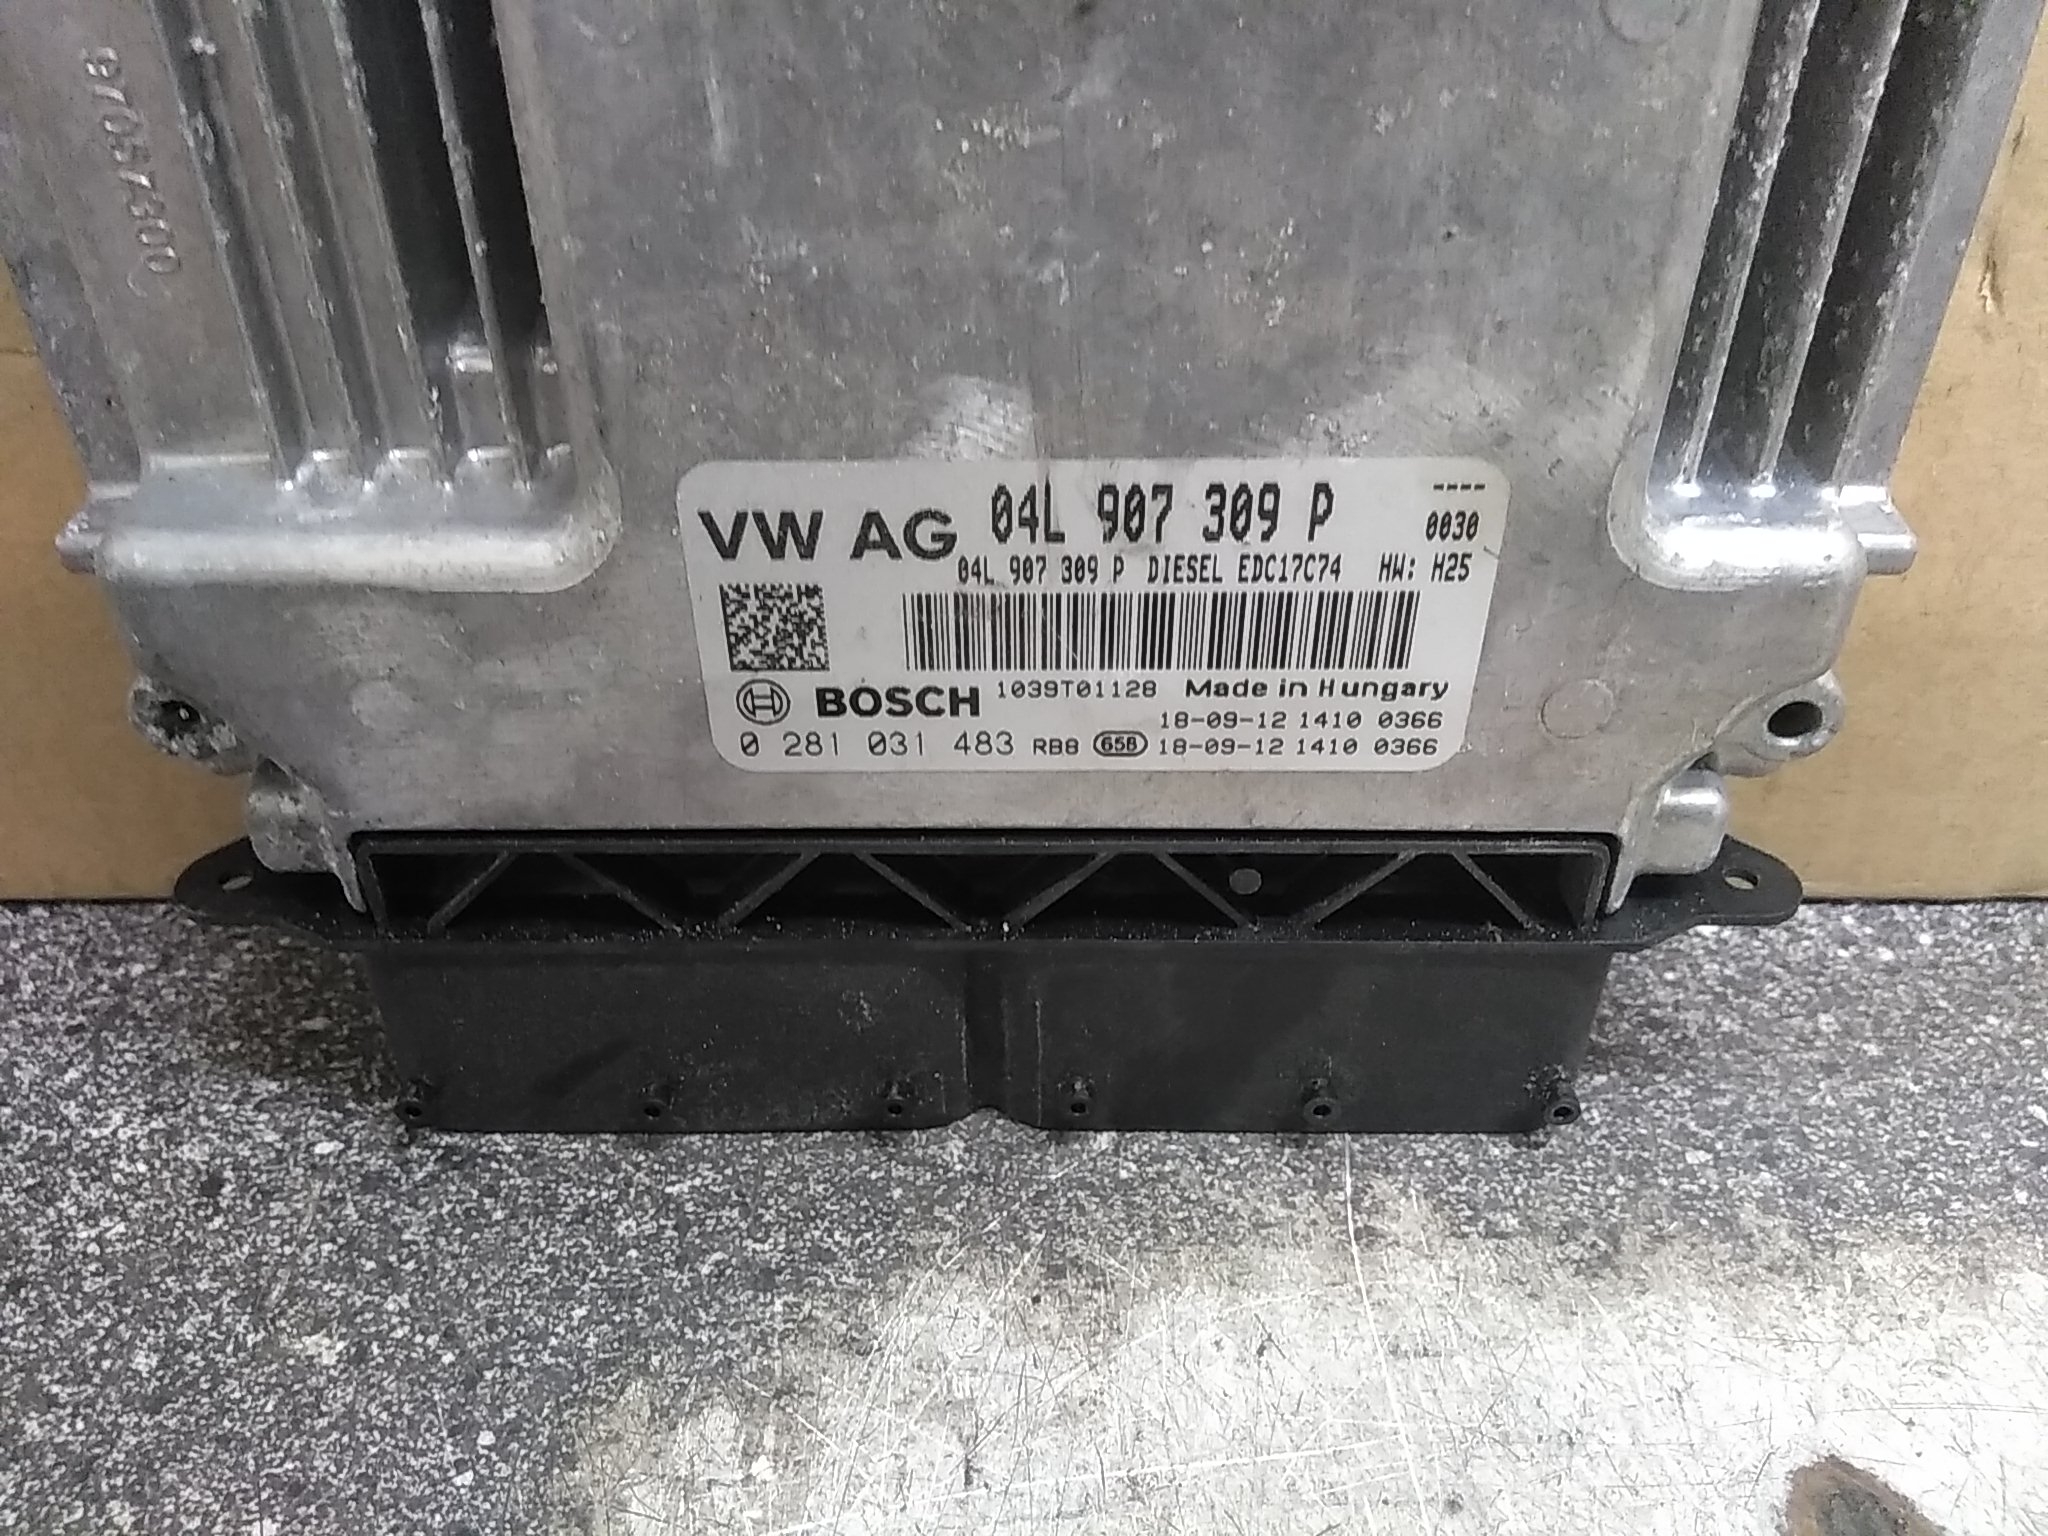 VW AG 04L 907 309 P ----
0030
04L 907 309 P DIESEL EDC17C74 HW: H25
BOSCH 1039T01128 Made in Hungary
18-09-12 1410 0366
0 281 031 483 RB8 658 18-09-12 1410 0366